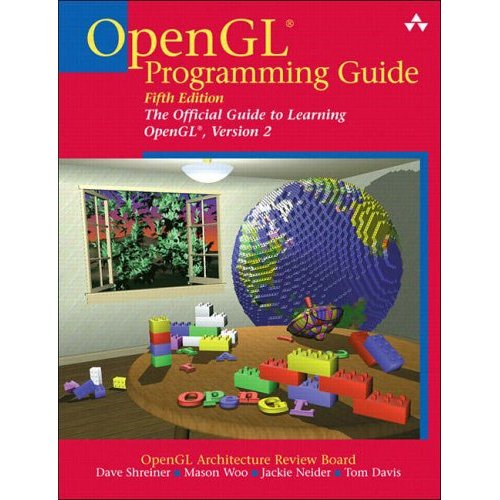 OpenGL®
Programming Guide
Fifth Edition
The Official Guide to Learning
OpenGL®, Version 2
OpenGL
OpenGL Architecture Review Board
Dave Shreiner ■ Mason Woo ■ Jackie Neider ■ Tom Davis